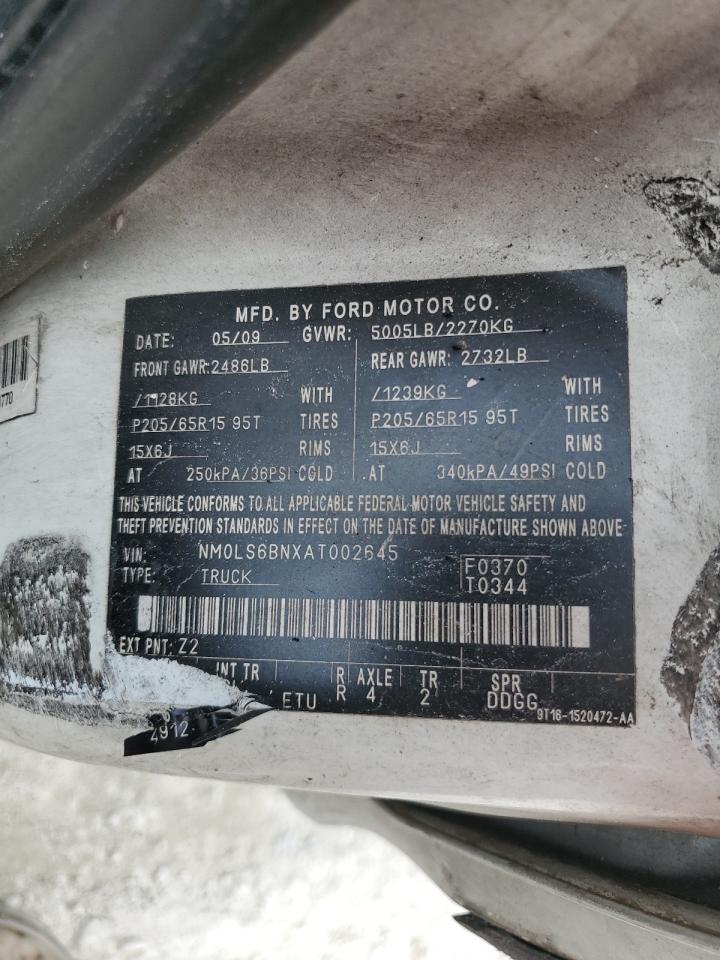 MFD. BY FORD MOTOR CO.
DATE: 05/09 GVWR: 5005LB/2270KG
FRONT GAWR: 2486LB REAR GAWR: 2732LB
/1128KG WITH /1239KG WITH
P205/65R15 95T TIRES P205/65R15 95T TIRES
15X6J RIMS 15X6J RIMS
AT 250kPA/36PSI COLD AT 340kPA/49PSI COLD
THIS VEHICLE CONFORMS TO ALL APPLICABLE FEDERAL MOTOR VEHICLE SAFETY AND
THEFT PREVENTION STANDARDS IN EFFECT ON THE DATE OF MANUFACTURE SHOWN ABOVE
VIN: NM0LS6BNXAT002645 F0370
TYPE: TRUCK T0344
EXT PNT: Z2
INT TR R AXLE TR SPR
ETU R 4 2 DDGG
4912 9T16-1520472-AA
770